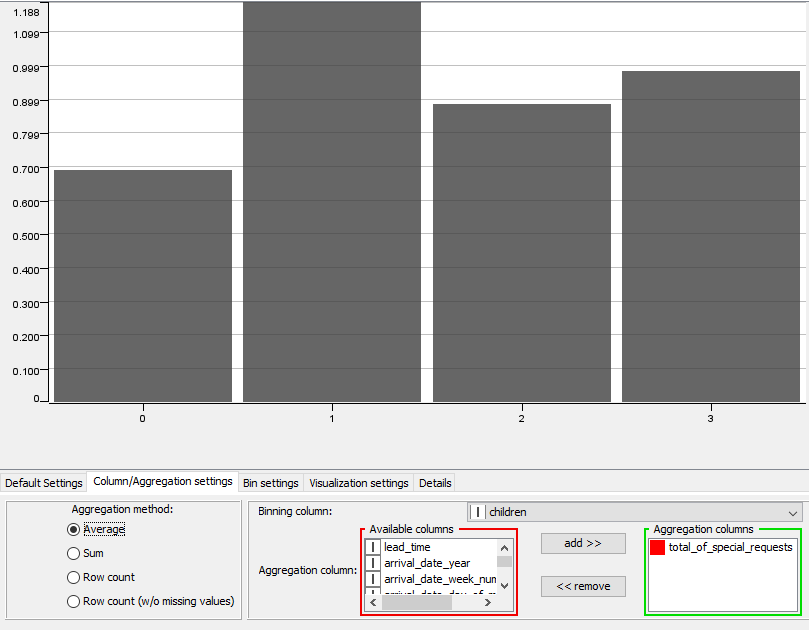 1.188
1.099
0.999
0.899
0.799
0.700
0.600
0.500
0.400
0.300
0.200
0.100
0
0 1 2 3
Default Settings Column/Aggregation settings Bin settings Visualization settings Details
Aggregation method:
Average
Sum
Row count
Row count (w/o missing values)
Binning column:
children
Aggregation column:
Available columns
lead_time
arrival_date_year
arrival_date_week_num
add >>
<< remove
Aggregation columns
total_of_special_requests